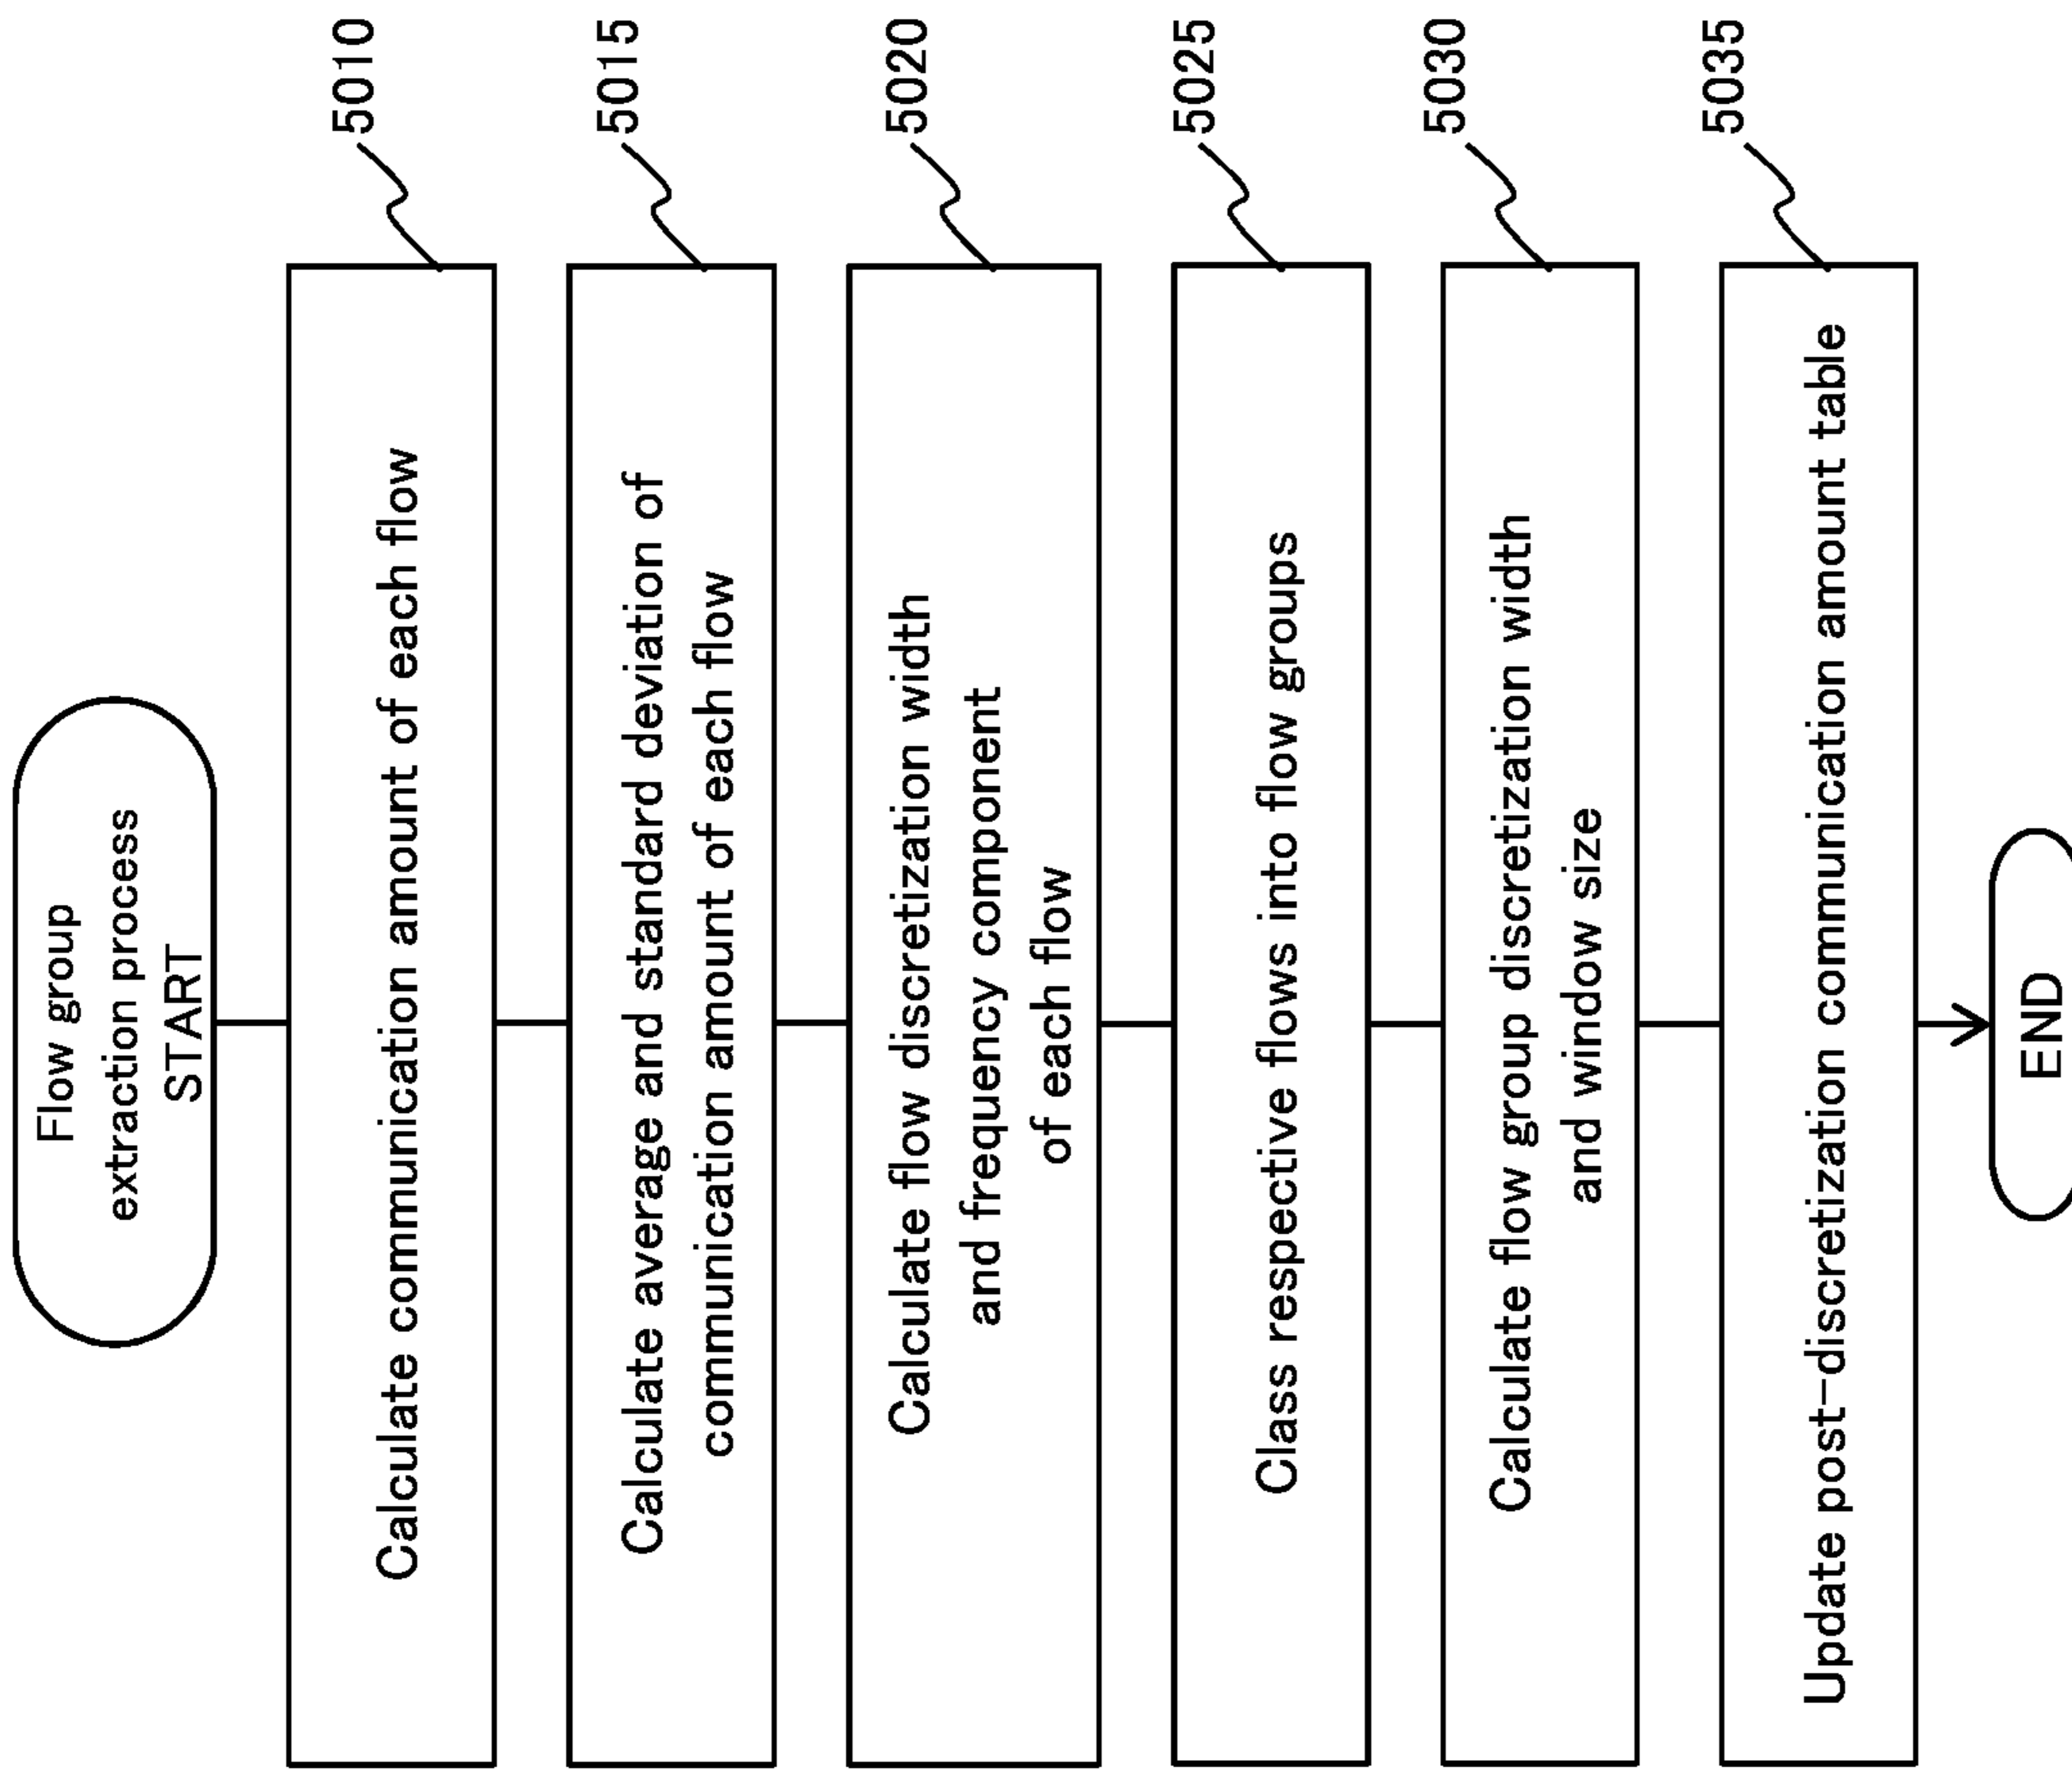 Flow group
extraction process
START
5010
Calculate communication amount of each flow
5015
Calculate average and standard deviation of
communication amount of each flow
5020
Calculate flow discretization width
and frequency component
of each flow
5025
Class respective flows into flow groups
5030
Calculate flow group discretization width
and window size
5035
Update post-discretization communication amount table
END